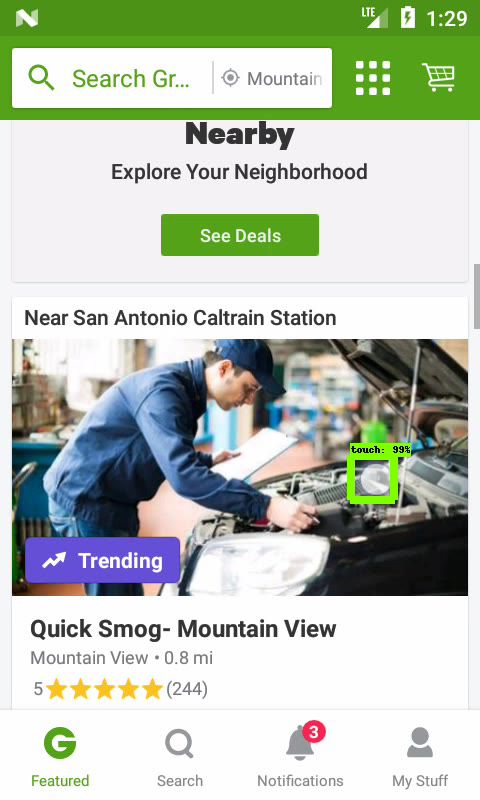 LTE 1:29
Search Gr… Mountain
Nearby
Explore Your Neighborhood
See Deals
Near San Antonio Caltrain Station
touch: 99%
Trending
Quick Smog- Mountain View
Mountain View • 0.8 mi
5 (244)
3
Featured Search Notifications My Stuff